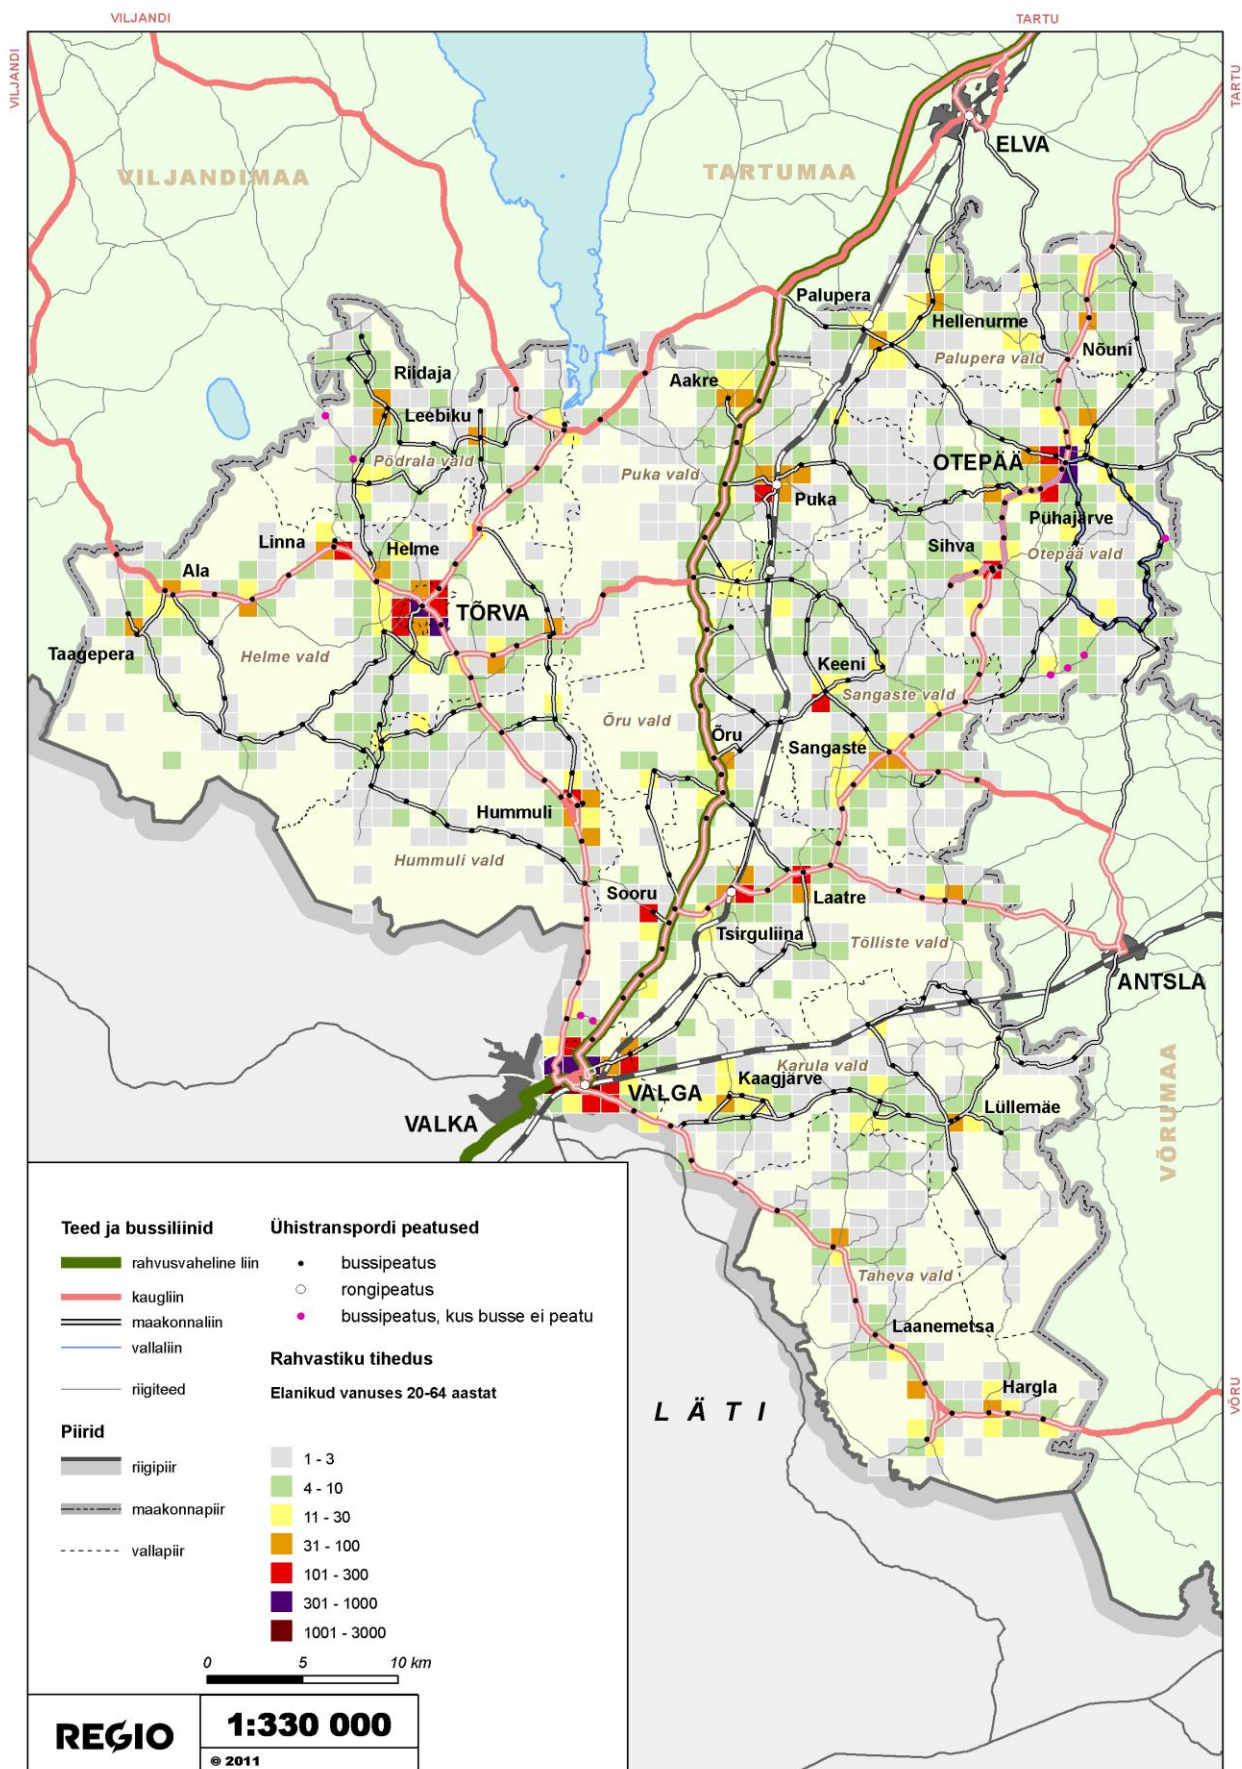 VILJANDI
TARTU
VILJANDI
TARTU
ELVA
VILJANDIMAA
TARTUMAA
Palupera
Hellenurme
Nõuni
Palupera vald
Riidaja
Aakre
Leebiku
Põdrala vald
Puka vald
OTEPÄÄ
Puka
Pühajärve
Linna
Helme
Sihva
Otepää vald
Ala
TÕRVA
Taagepera
Helme vald
Keeni
Sangaste vald
Õru vald
Õru
Sangaste
Hummuli
Hummuli vald
Sooru
Laatre
Tsirguliina
Tõlliste vald
ANTSLA
Karula vald
VALGA
Kaagjärve
Lüllemäe
VALKA
VÕRUMAA
Taheva vald
Laanemetsa
Hargla
LÄTI
VÕRU
Teed ja bussiliinid
rahvusvaheline liin
kaugliin
maakonnaliin
vallaliin
riigiteed
Piirid
riigipiir
maakonnapiir
vallapiir
Ühistranspordi peatused
bussipeatus
rongipeatus
bussipeatus, kus busse ei peatu
Rahvastiku tihedus
Elanikud vanuses 20-64 aastat
1 - 3
4 - 10
11 - 30
31 - 100
101 - 300
301 - 1000
1001 - 3000
0 5 10 km
REGIO
1:330 000
© 2011